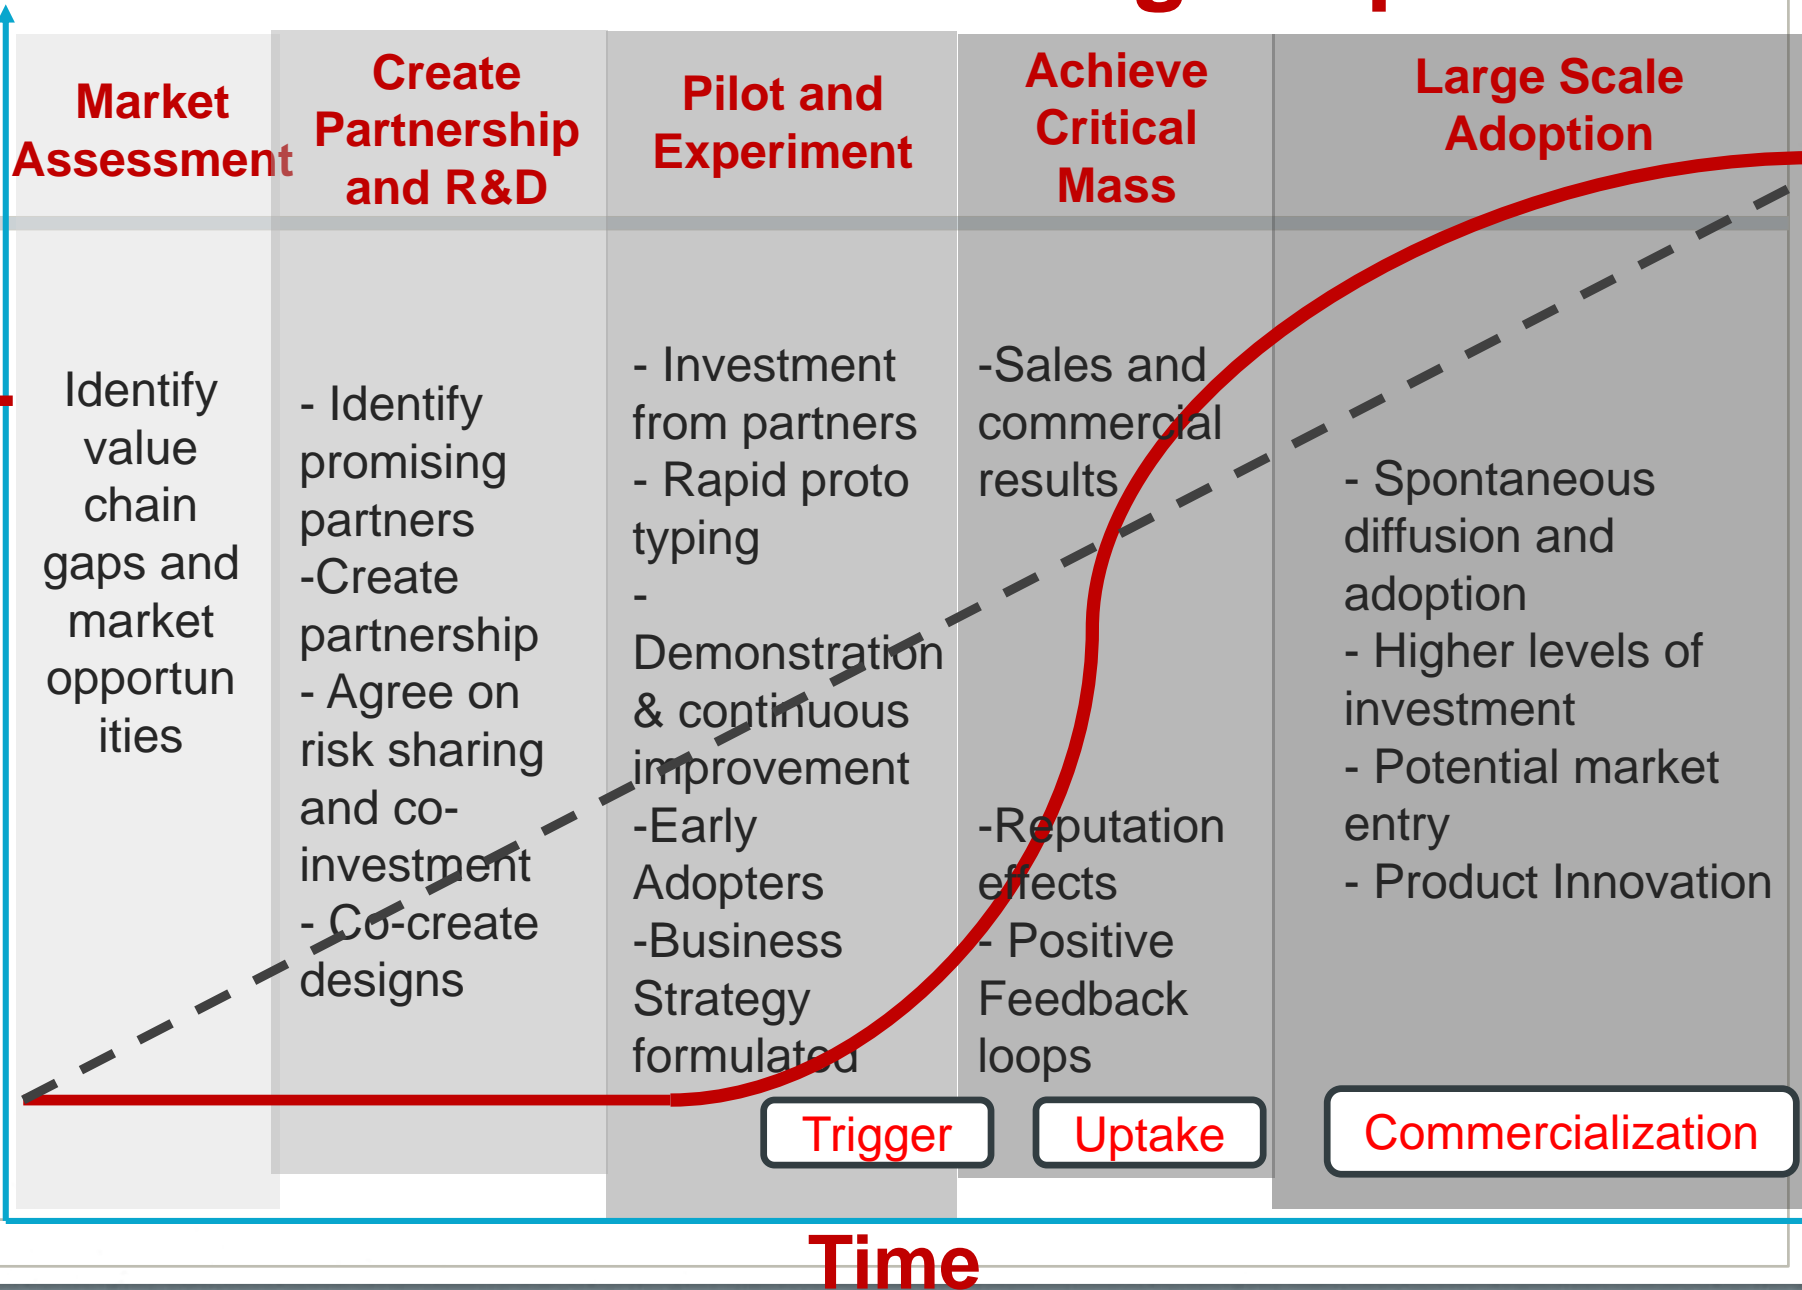 Market
Assessment
Create
Partnership
and R&D
Pilot and
Experiment
Achieve
Critical
Mass
Large Scale
Adoption
Identify
value
chain
gaps and
market
opportun
ities
- Identify
promising
partners
-Create
partnership
- Agree on
risk sharing
and co-
investment
- Co-create
designs
- Investment
from partners
- Rapid proto
typing
-
Demonstration
& continuous
improvement
-Early
Adopters
-Business
Strategy
formulated
-Sales and
commercial
results
-Reputation
effects
- Positive
Feedback
loops
- Spontaneous
diffusion and
adoption
- Higher levels of
investment
- Potential market
entry
- Product Innovation
Trigger
Uptake
Commercialization
Time